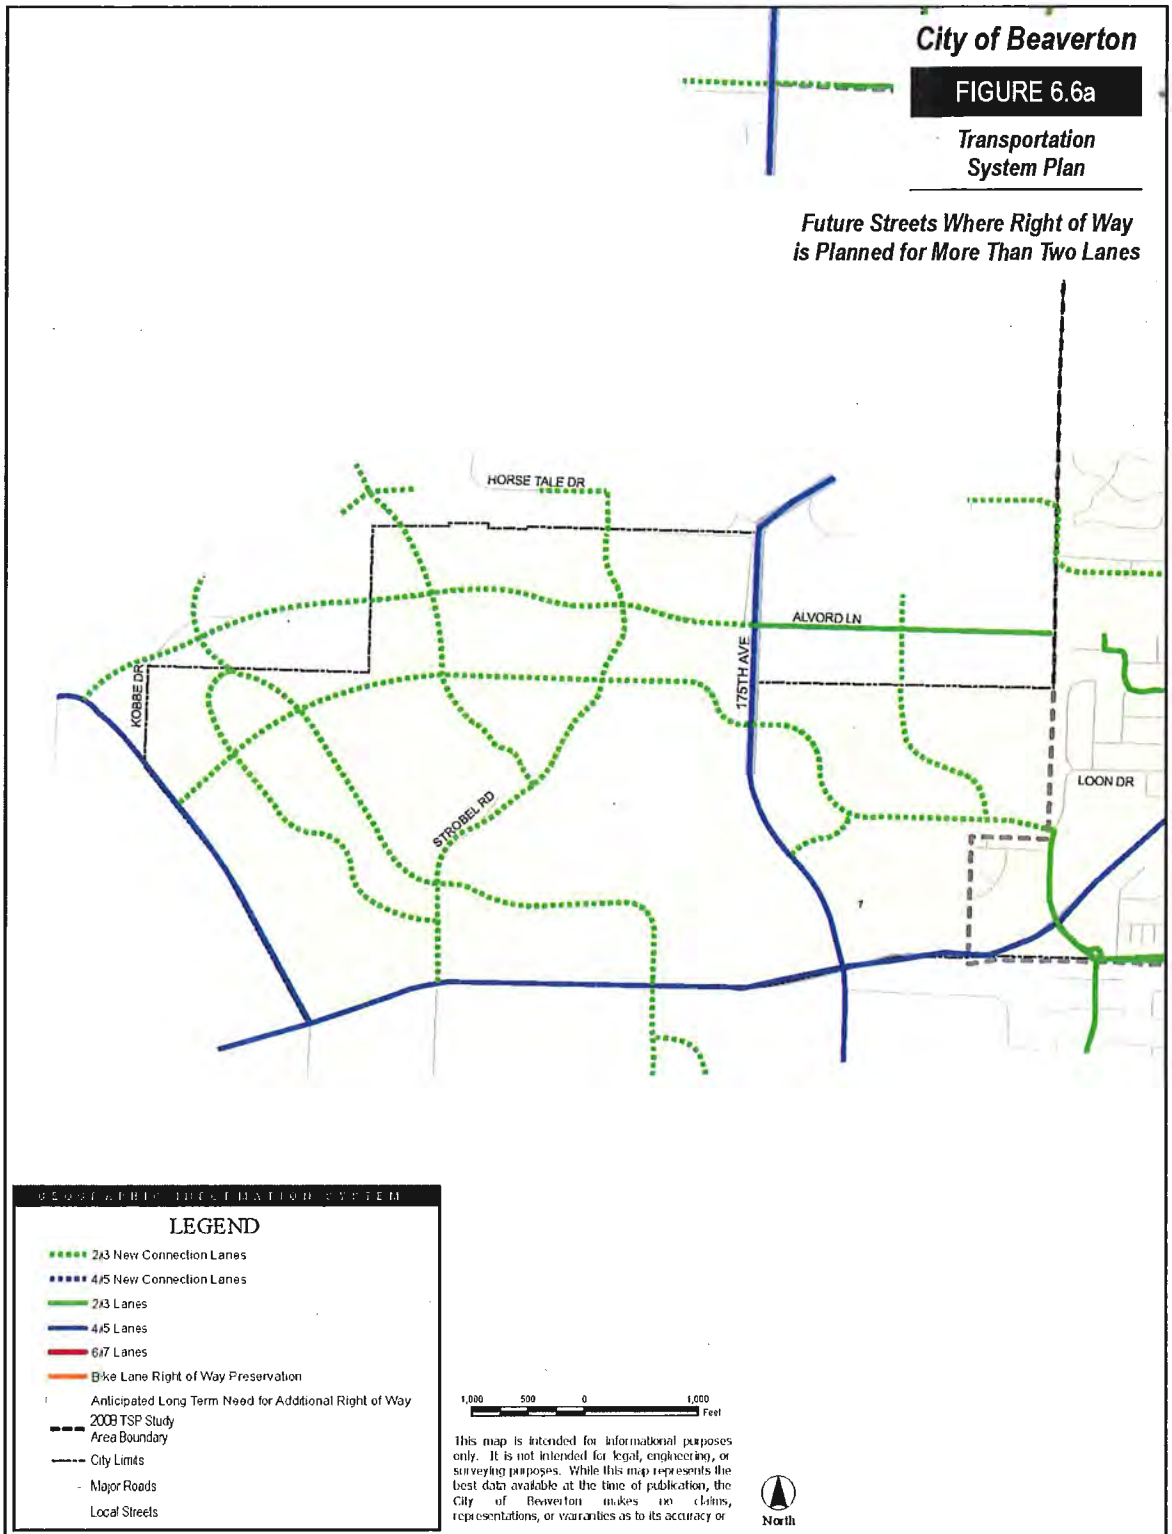 City of Beaverton
FIGURE 6.6a
Transportation
System Plan
Future Streets Where Right of Way
is Planned for More Than Two Lanes
HORSE TALE DR
ALVORD LN
175TH AVE
KOBBE DR
LOON DR
STROBEL RD
GEOGRAPHIC INFORMATION SYSTEM
LEGEND
2/3 New Connection Lanes
4/5 New Connection Lanes
2/3 Lanes
4/5 Lanes
6/7 Lanes
Bike Lane Right of Way Preservation
Anticipated Long Term Need for Additional Right of Way
2008 TSP Study
Area Boundary
City Limits
Major Roads
Local Streets
1,000 500 0 1,000
Feet
This map is intended for informational purposes
only. It is not intended for legal, engineering, or
surveying purposes. While this map represents the
best data available at the time of publication, the
City of Beaverton makes no claims,
representations, or warranties as to its accuracy or
North